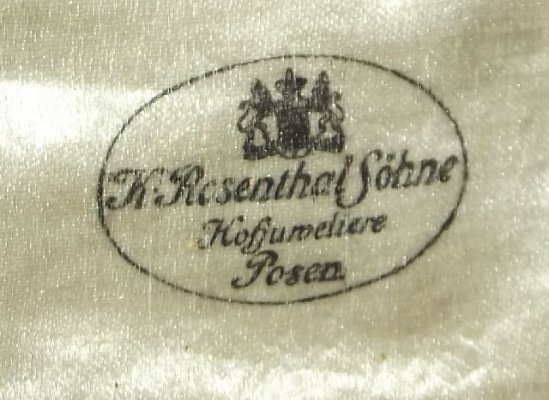 K. Rosenthal Söhne
Hofjuweliere
Posen